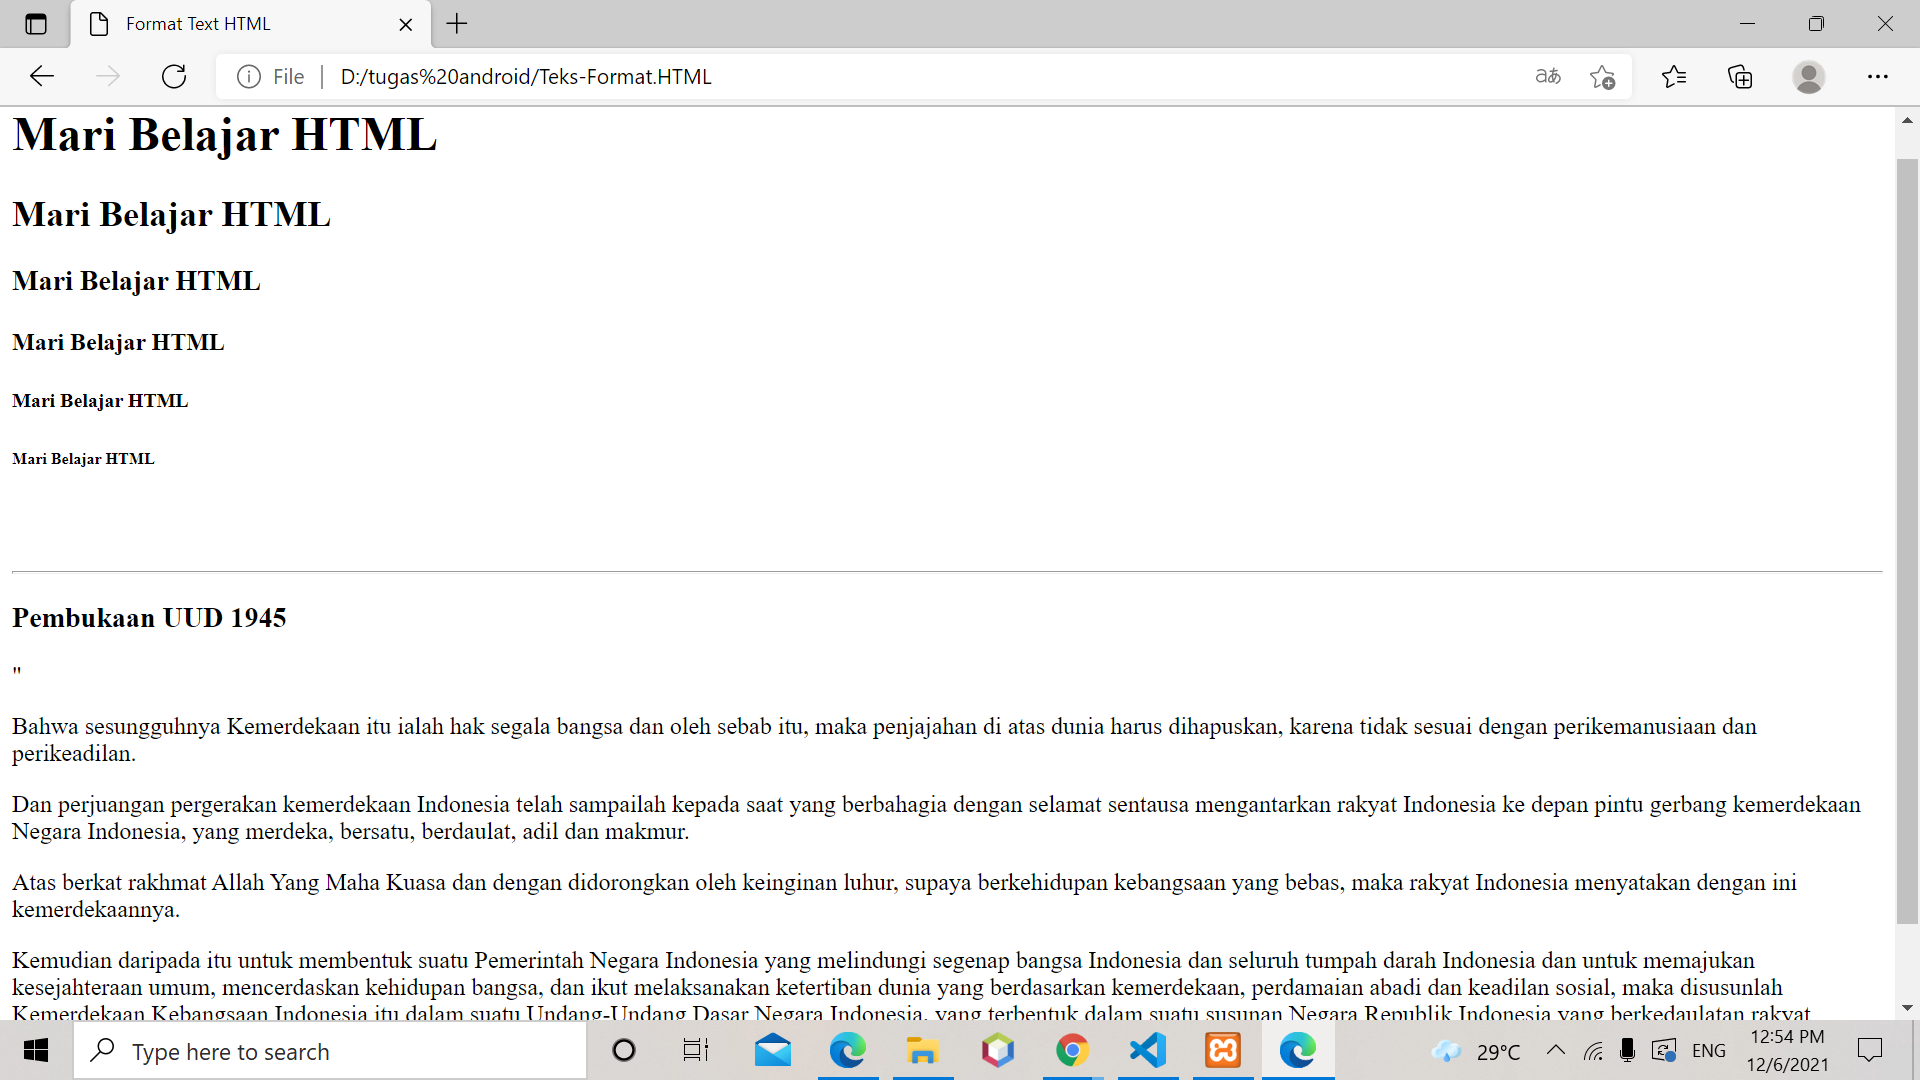 Format Text HTML
File
D:/tugas%20android/Teks-Format.HTML
Mari Belajar HTML
Mari Belajar HTML
Mari Belajar HTML
Mari Belajar HTML
Mari Belajar HTML
Mari Belajar HTML
Pembukaan UUD 1945
"
Bahwa sesungguhnya Kemerdekaan itu ialah hak segala bangsa dan oleh sebab itu, maka penjajahan di atas dunia harus dihapuskan, karena tidak sesuai dengan perikemanusiaan dan
perikeadilan.
Dan perjuangan pergerakan kemerdekaan Indonesia telah sampailah kepada saat yang berbahagia dengan selamat sentausa mengantarkan rakyat Indonesia ke depan pintu gerbang kemerdekaan
Negara Indonesia, yang merdeka, bersatu, berdaulat, adil dan makmur.
Atas berkat rakhmat Allah Yang Maha Kuasa dan dengan didorongkan oleh keinginan luhur, supaya berkehidupan kebangsaan yang bebas, maka rakyat Indonesia menyatakan dengan ini
kemerdekaannya.
Kemudian daripada itu untuk membentuk suatu Pemerintah Negara Indonesia yang melindungi segenap bangsa Indonesia dan seluruh tumpah darah Indonesia dan untuk memajukan
kesejahteraan umum, mencerdaskan kehidupan bangsa, dan ikut melaksanakan ketertiban dunia yang berdasarkan kemerdekaan, perdamaian abadi dan keadilan sosial, maka disusunlah
Kemerdekaan Kebangsaan Indonesia itu dalam suatu Undang-Undang Dasar Negara Indonesia, yang terbentuk dalam suatu susunan Negara Republik Indonesia yang berkedaulatan rakyat
Type here to search
29°C
ENG
12:54 PM
12/6/2021